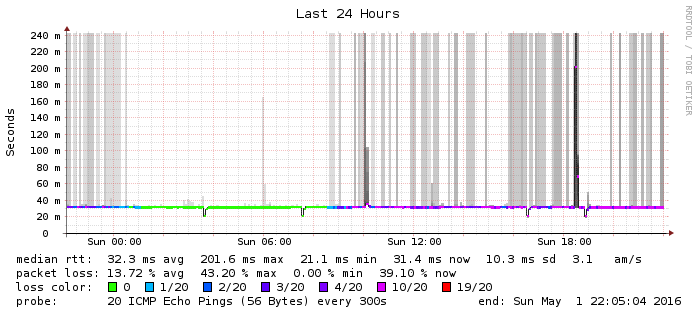 Last 24 Hours
RRDTOOL / TOBI OETIKER
Seconds
240 m
220 m
200 m
180 m
160 m
140 m
120 m
100 m
80 m
60 m
40 m
20 m
0
Sun 00:00 Sun 06:00 Sun 12:00 Sun 18:00
median rtt: 32.3 ms avg 201.6 ms max 21.1 ms min 31.4 ms now 10.3 ms sd 3.1 am/s
packet loss: 13.72 % avg 43.20 % max 0.00 % min 39.10 % now
loss color: 0 1/20 2/20 3/20 4/20 10/20 19/20
probe: 20 ICMP Echo Pings (56 Bytes) every 300s end: Sun May 1 22:05:04 2016